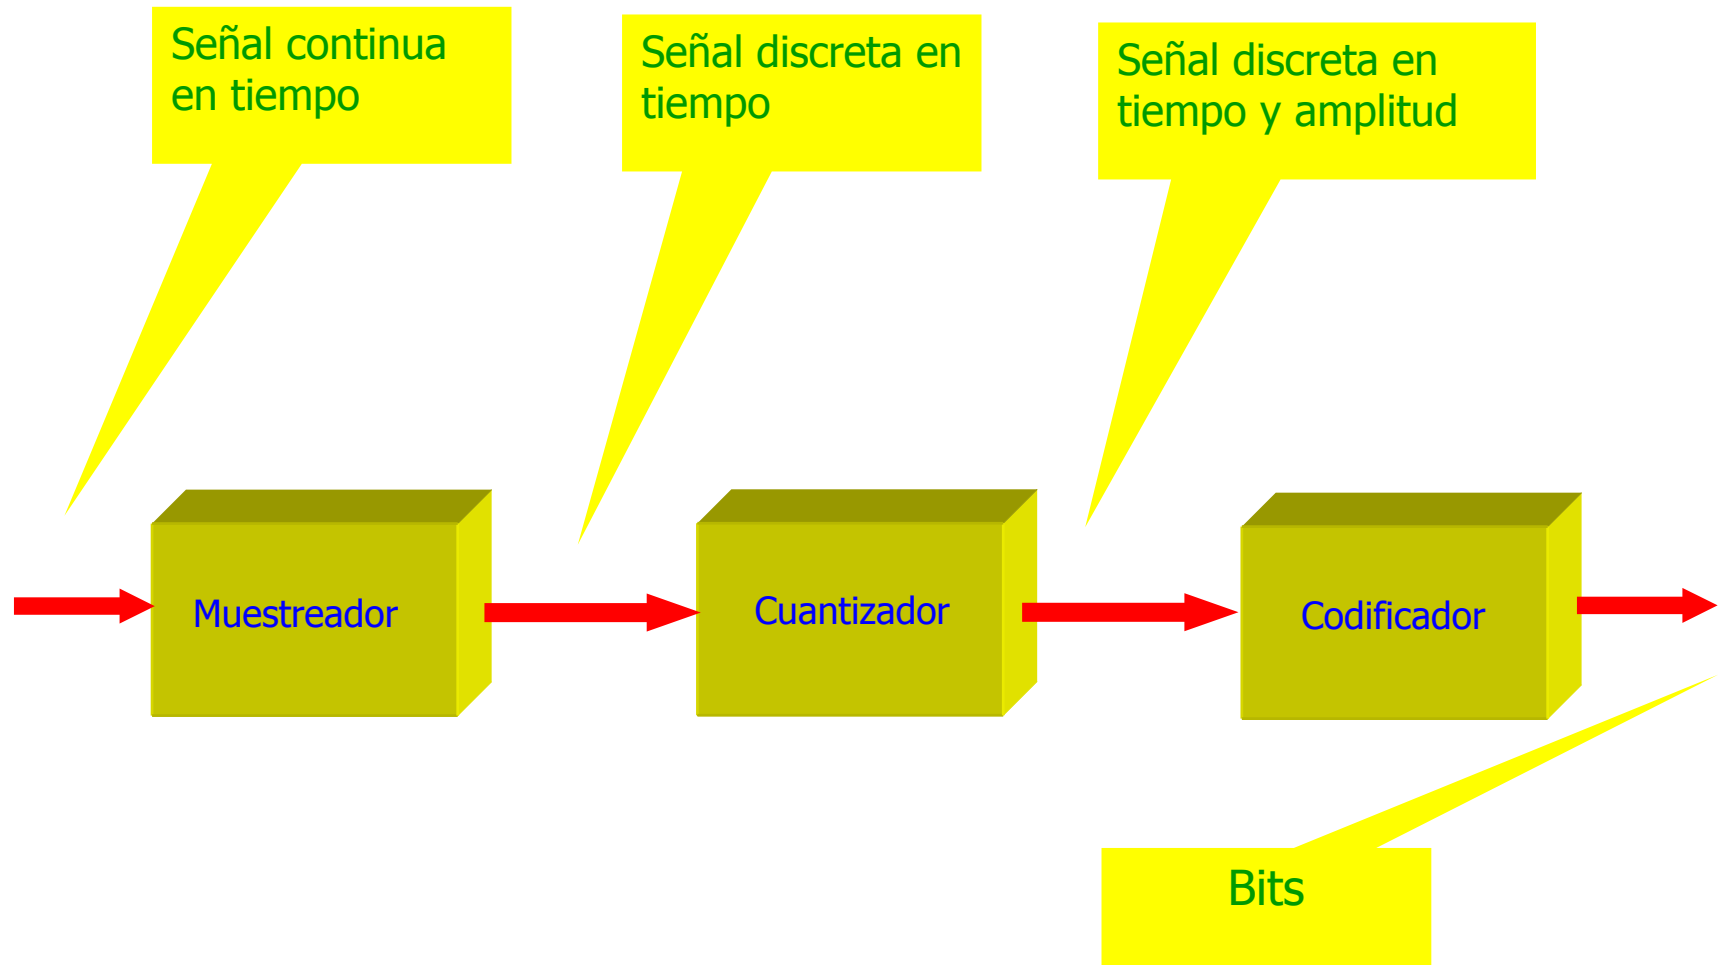 Señal continua
en tiempo
Señal discreta en
tiempo
Señal discreta en
tiempo y amplitud
Muestreador
Cuantizador
Codificador
Bits